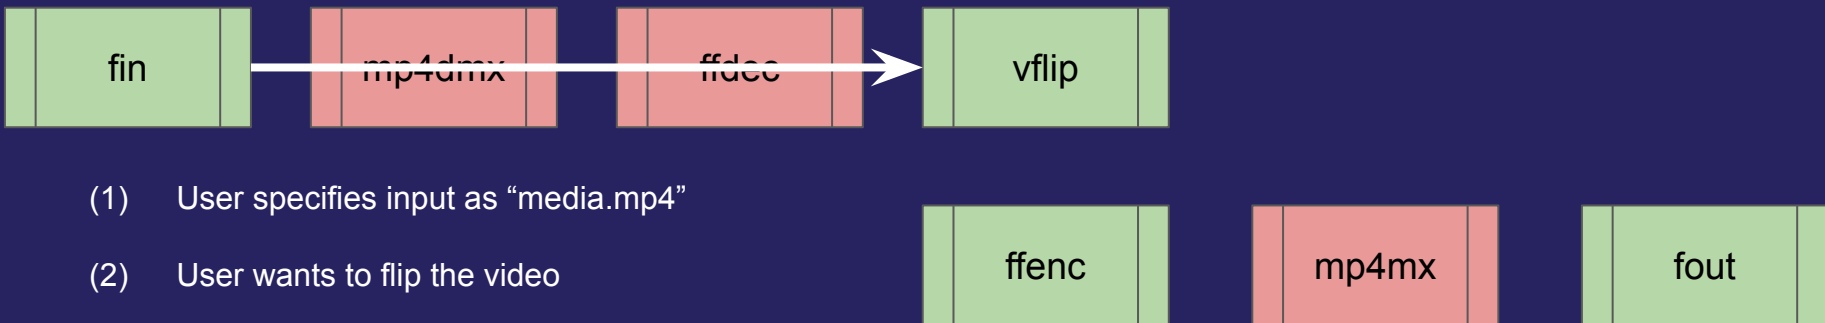 fin
mp4dmx
ffdec
vflip
(1) User specifies input as “media.mp4”
(2) User wants to flip the video
ffenc
mp4mx
fout